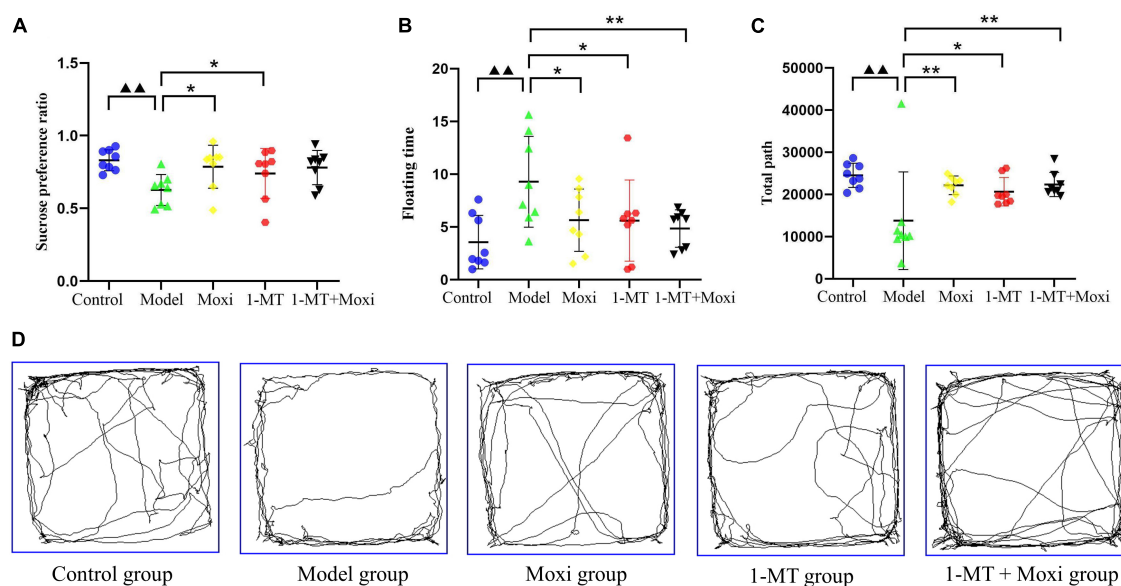 A
Sucrose preference ratio
1.5
1.0
0.5
0.0
▲▲
*
*
Control Model Moxi 1-MT 1-MT+Moxi
B
Floating time
20
15
10
5
0
▲▲
*
*
**
Control Model Moxi 1-MT 1-MT+Moxi
C
Total path
50000
40000
30000
20000
10000
0
▲▲
**
*
**
Control Model Moxi 1-MT 1-MT+Moxi
D
Control group Model group Moxi group 1-MT group 1-MT + Moxi group